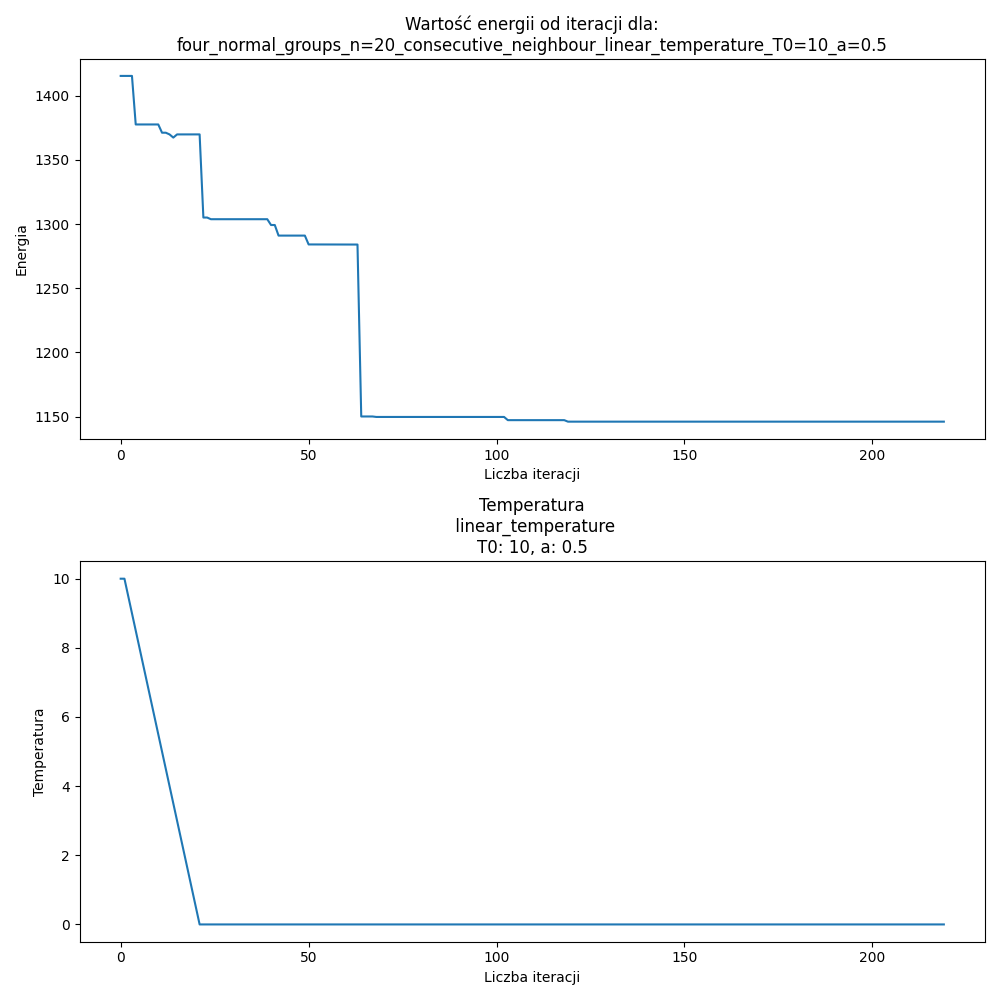 Wartość energii od iteracji dla:
four_normal_groups_n=20_consecutive_neighbour_linear_temperature_T0=10_a=0.5
1400
1350
1300
1250
1200
1150
Energia
0 50 100 150 200
Liczba iteracji
Temperatura
linear_temperature
T0: 10, a: 0.5
10
8
6
4
2
0
Temperatura
0 50 100 150 200
Liczba iteracji